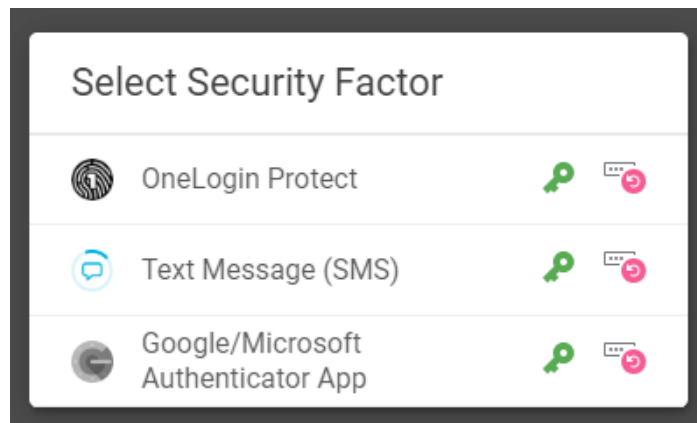 Select Security Factor
OneLogin Protect
Text Message (SMS)
Google/Microsoft
Authenticator App